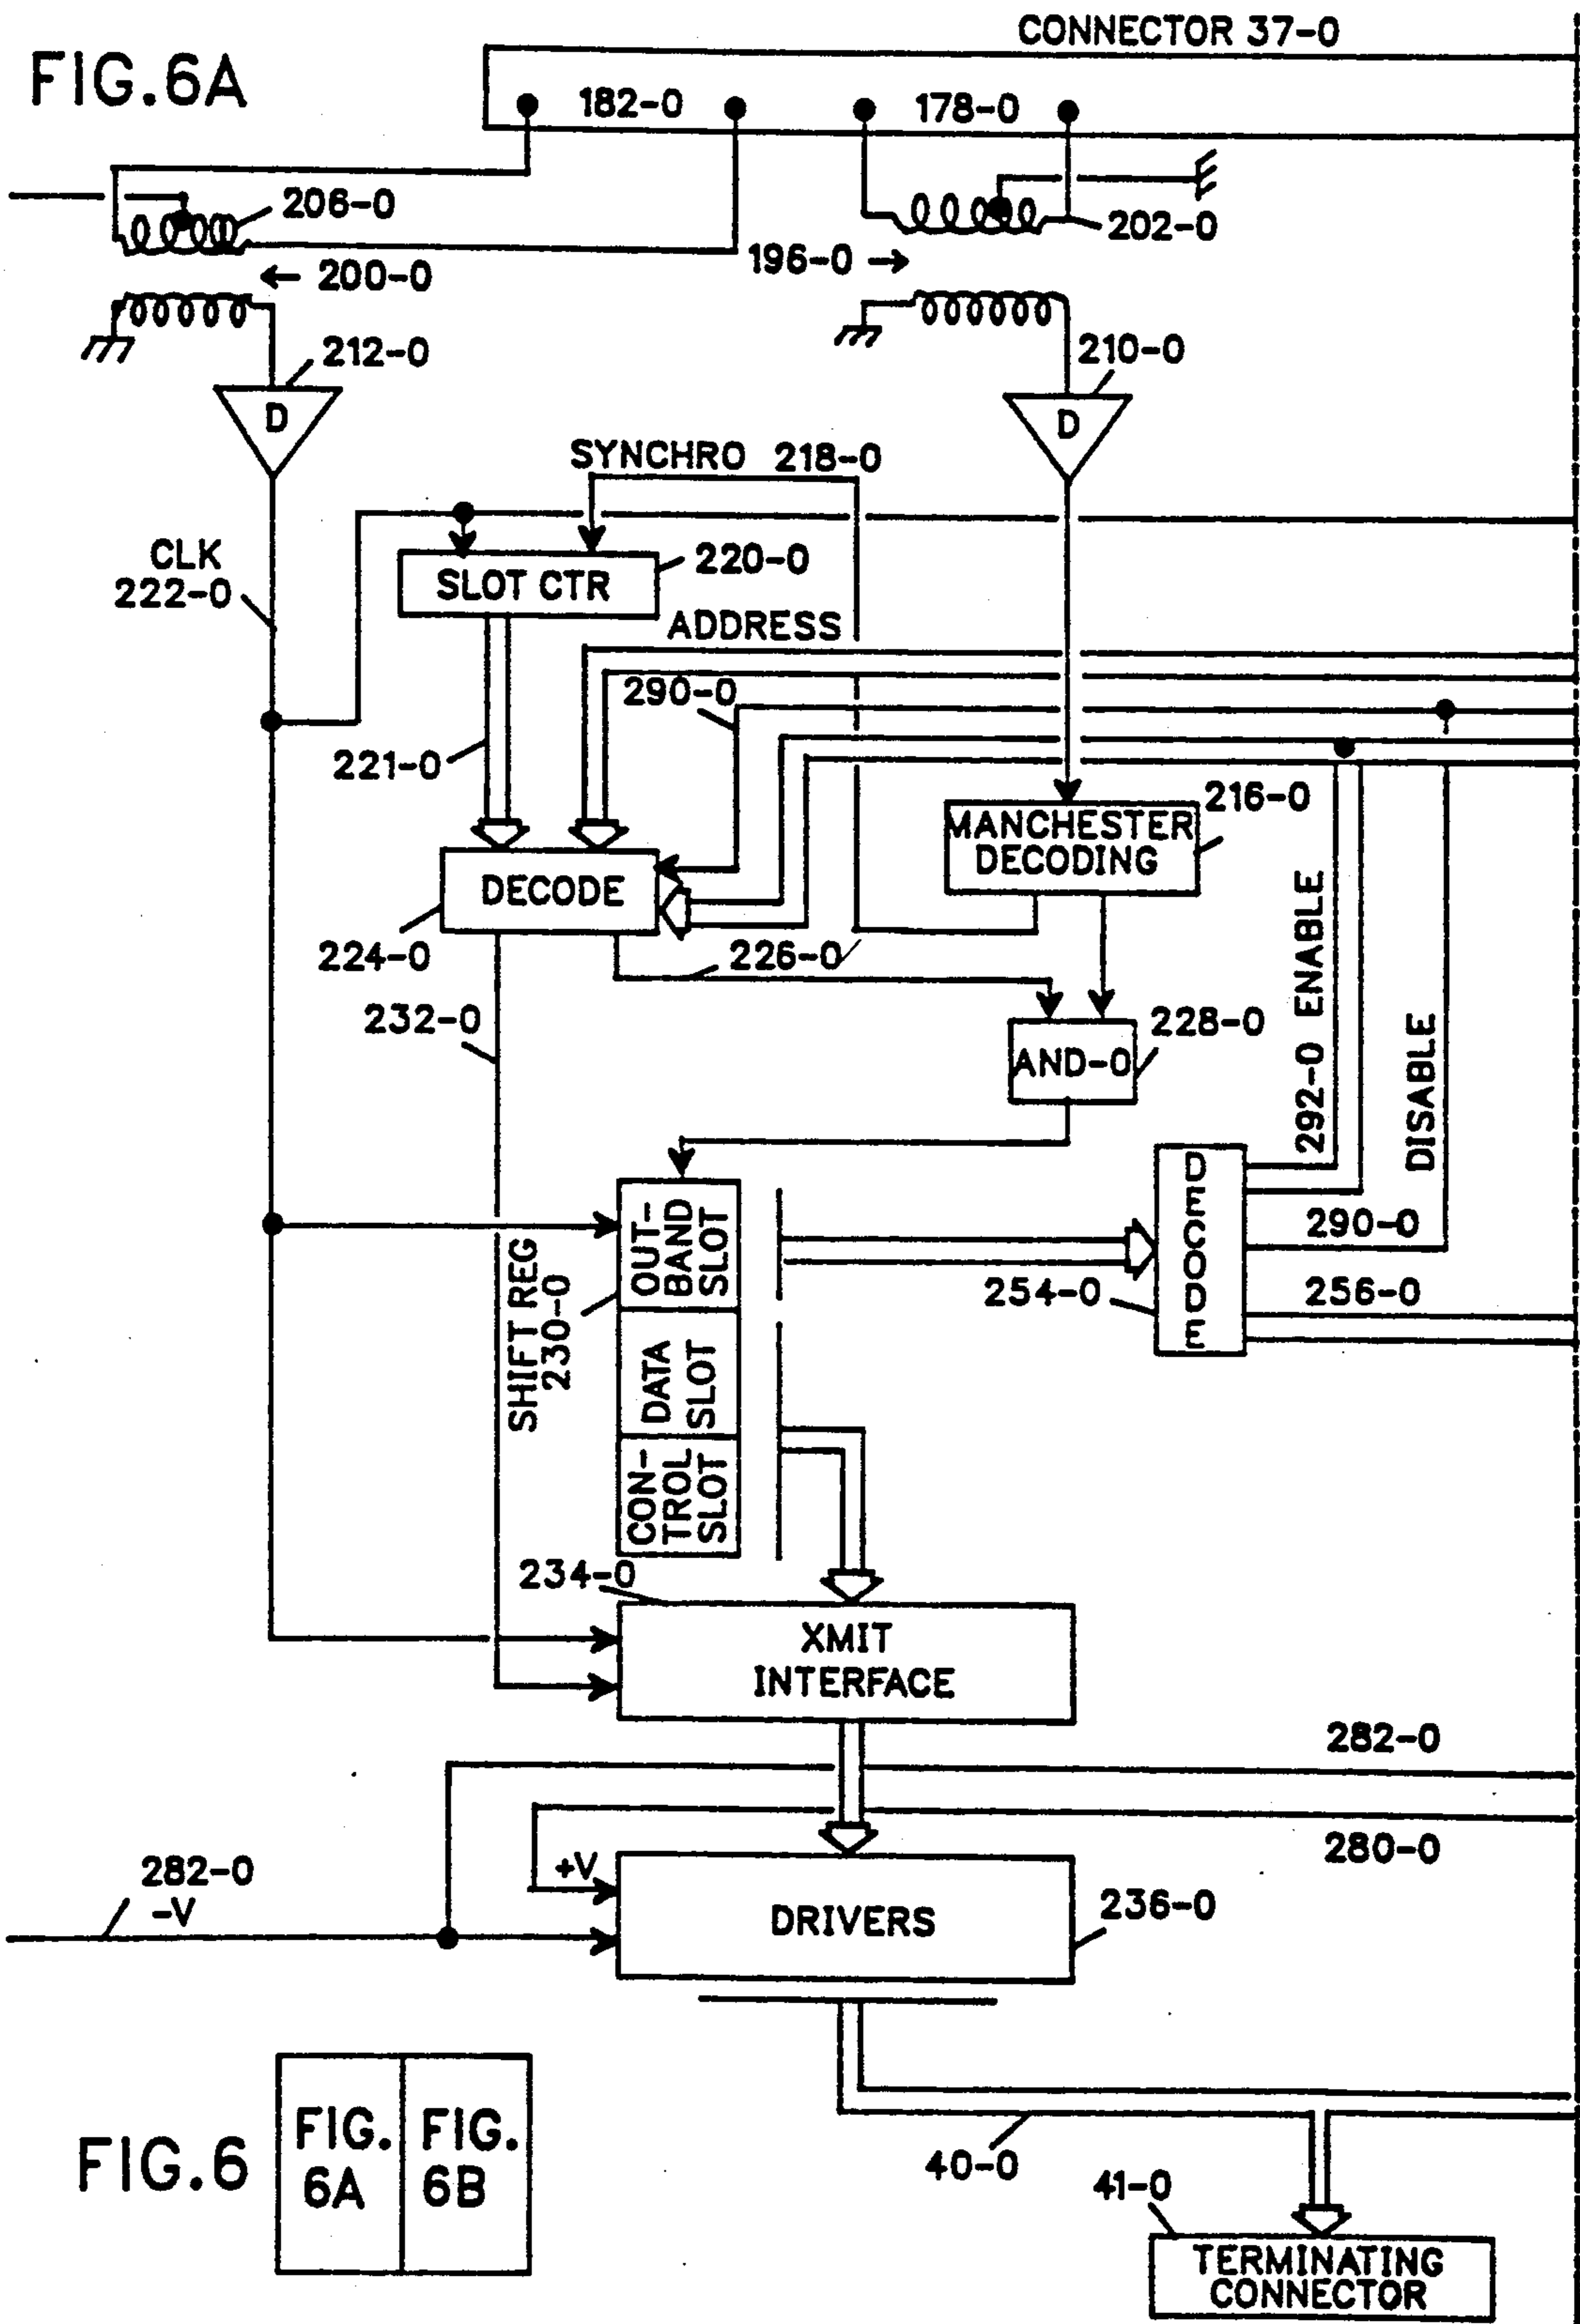 CONNECTOR 37-0
FIG.6A
182-0
178-0
206-0
202-0
200-0
196-0
212-0
210-0
D
D
SYNCHRO 218-0
CLK
222-0
SLOT CTR
220-0
ADDRESS
290-0
221-0
216-0
MANCHESTER
DECODING
DECODE
224-0
226-0
292-0 ENABLE
DISABLE
232-0
228-0
AND-0
DECODE
OUT-
BAND
SLOT
290-0
SHIFT REG
230-0
254-0
256-0
DATA
SLOT
CON-
TROL
SLOT
234-0
XMIT
INTERFACE
282-0
280-0
282-0
-V
+V
DRIVERS
236-0
FIG.6
FIG.
6A
FIG.
6B
40-0
41-0
TERMINATING
CONNECTOR